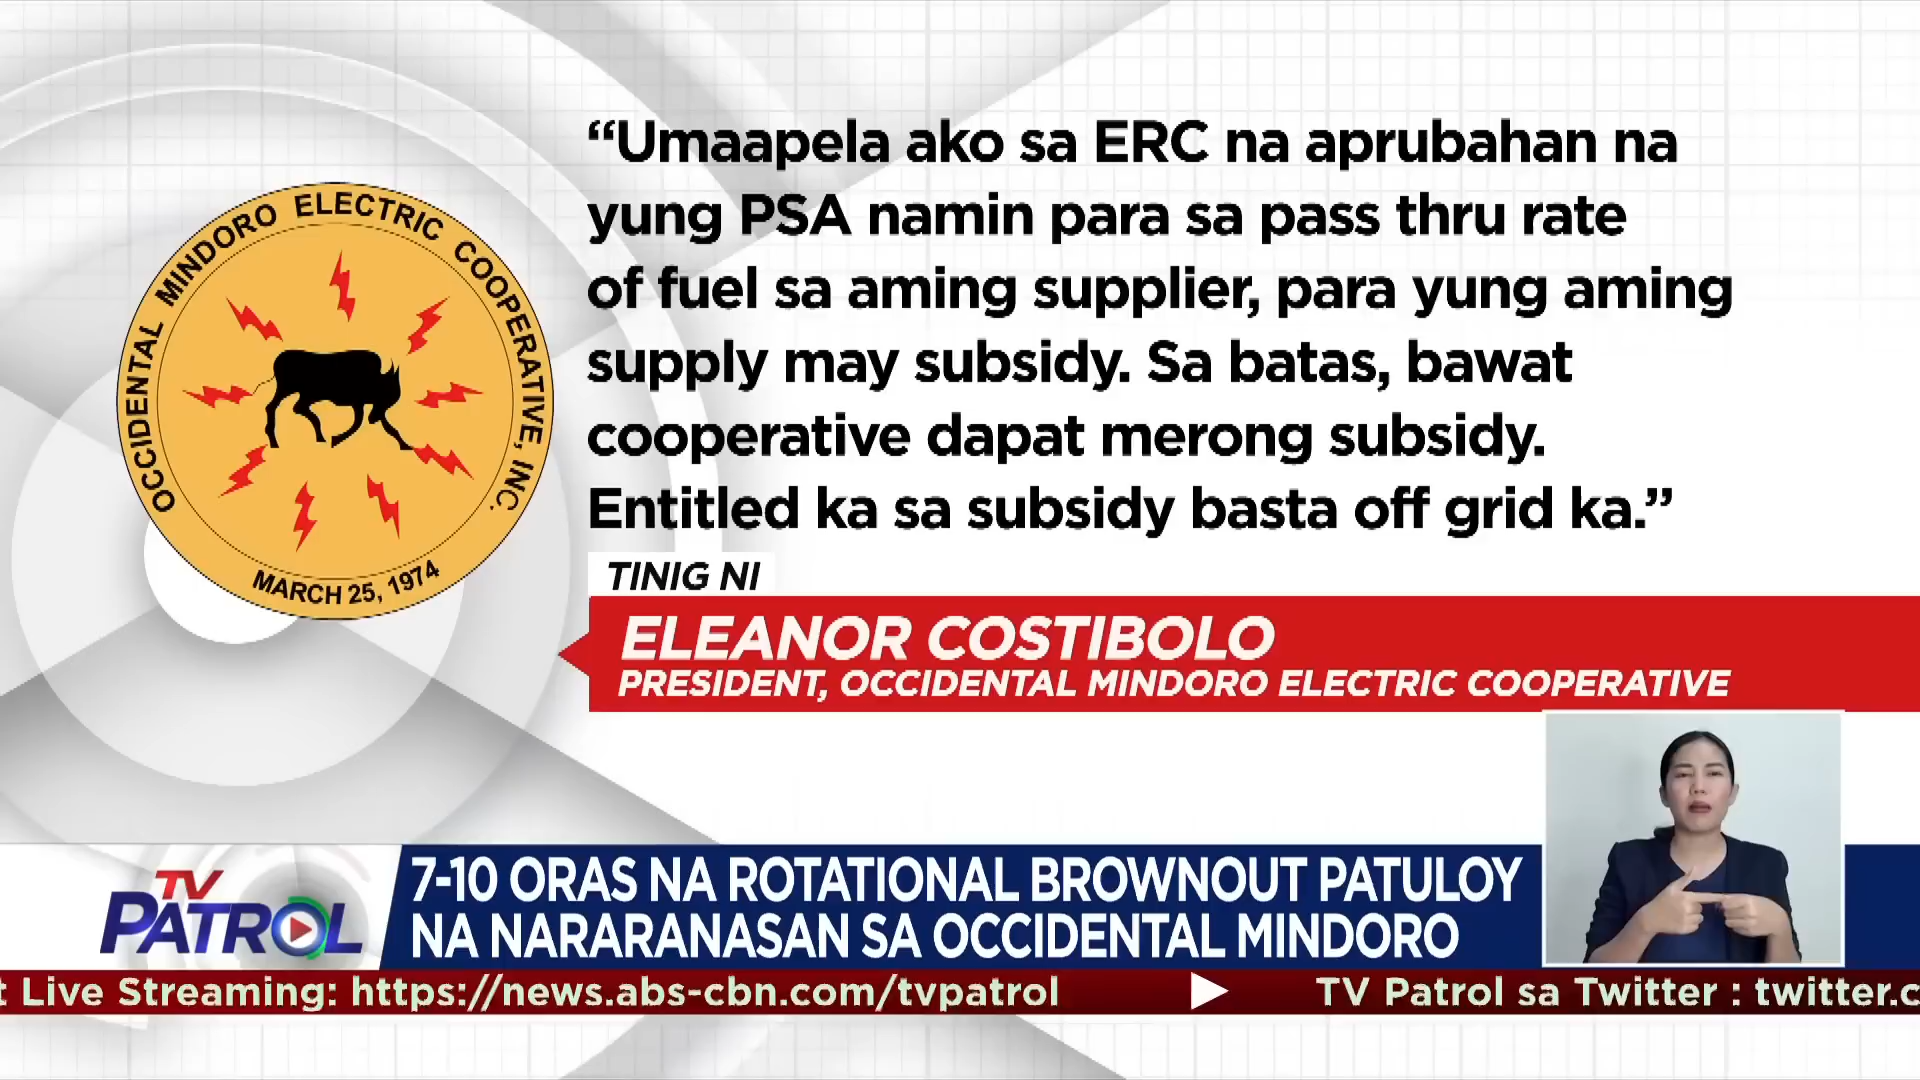 OCCIDENTAL MINDORO ELECTRIC COOPERATIVE, INC.
MARCH 25, 1974
“Umaapela ako sa ERC na aprubahan na
yung PSA namin para sa pass thru rate
of fuel sa aming supplier, para yung aming
supply may subsidy. Sa batas, bawat
cooperative dapat merong subsidy.
Entitled ka sa subsidy basta off grid ka.”
TINIG NI
ELEANOR COSTIBOLO
PRESIDENT, OCCIDENTAL MINDORO ELECTRIC COOPERATIVE
TV
PATROL
7-10 ORAS NA ROTATIONAL BROWNOUT PATULOY
NA NARARANASAN SA OCCIDENTAL MINDORO
t Live Streaming: https://news.abs-cbn.com/tvpatrol TV Patrol sa Twitter : twitter.c